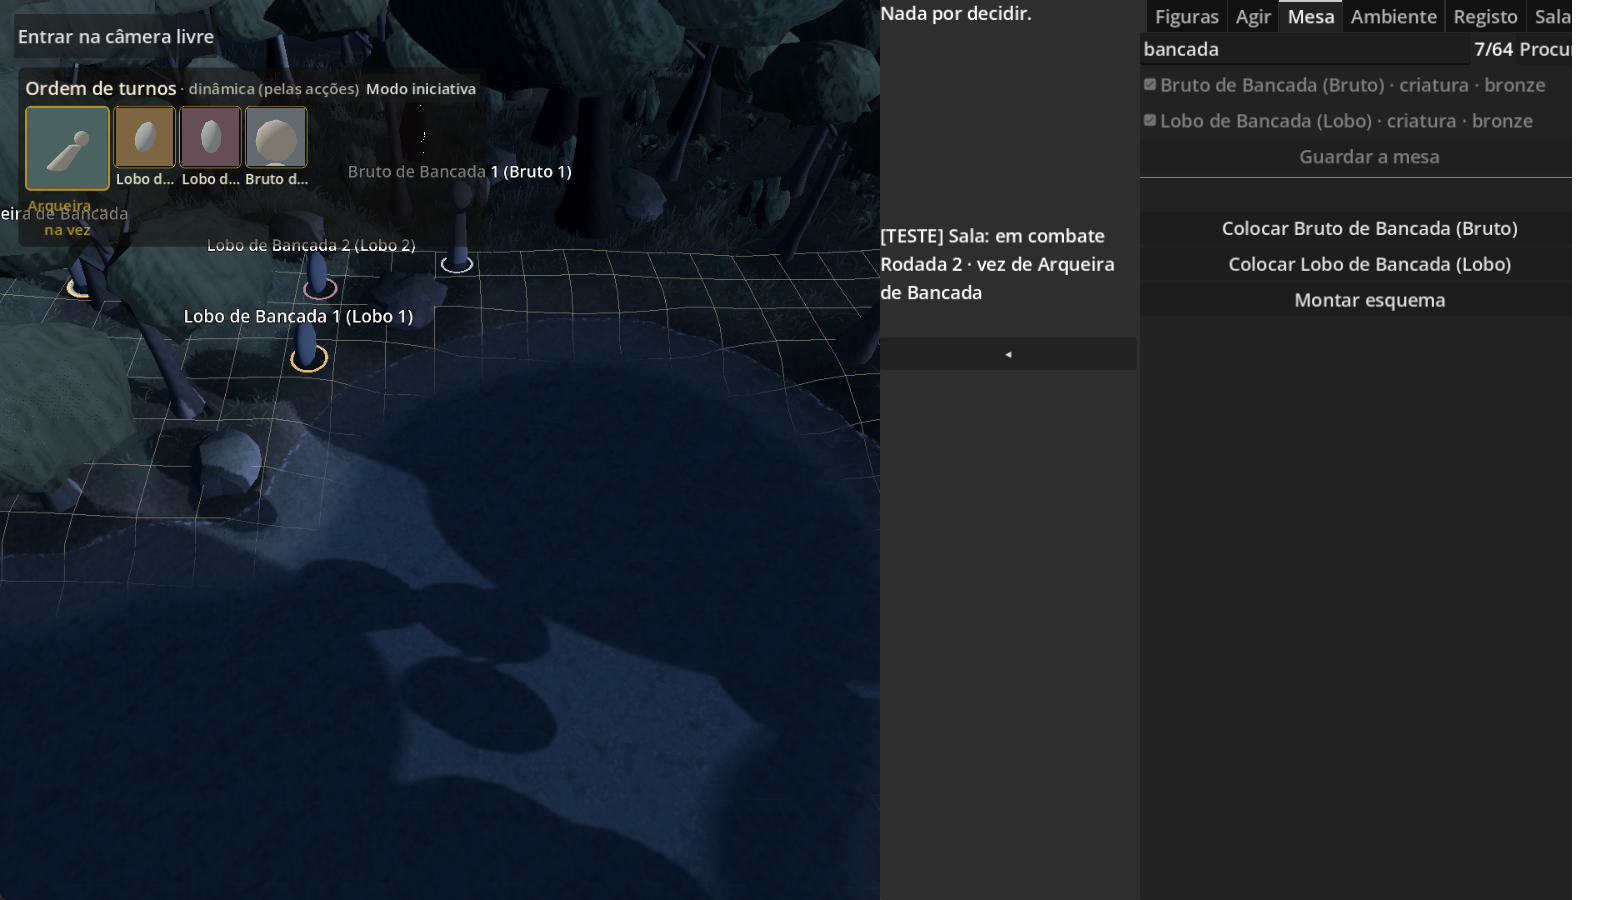 Entrar na câmera livre
Ordem de turnos · dinâmica (pelas acções) Modo iniciativa
Lobo d... Lobo d... Bruto d...
Arqueira ...
na vez
eira de Bancada
Bruto de Bancada 1 (Bruto 1)
Lobo de Bancada 2 (Lobo 2)
Lobo de Bancada 1 (Lobo 1)
Nada por decidir.
[TESTE] Sala: em combate
Rodada 2 · vez de Arqueira
de Bancada
Figuras Agir Mesa Ambiente Registo Sala
bancada 7/64 Procu
Bruto de Bancada (Bruto) · criatura · bronze
Lobo de Bancada (Lobo) · criatura · bronze
Guardar a mesa
Colocar Bruto de Bancada (Bruto)
Colocar Lobo de Bancada (Lobo)
Montar esquema